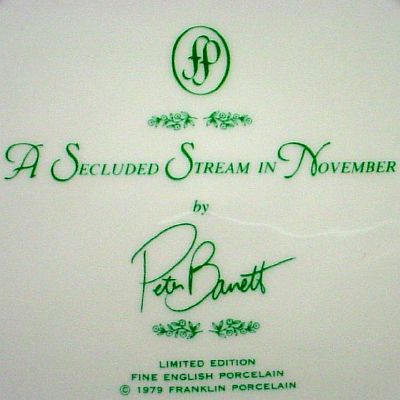 fP
A Secluded Stream in November
by
Peter Barrett
LIMITED EDITION
FINE ENGLISH PORCELAIN
© 1979 FRANKLIN PORCELAIN